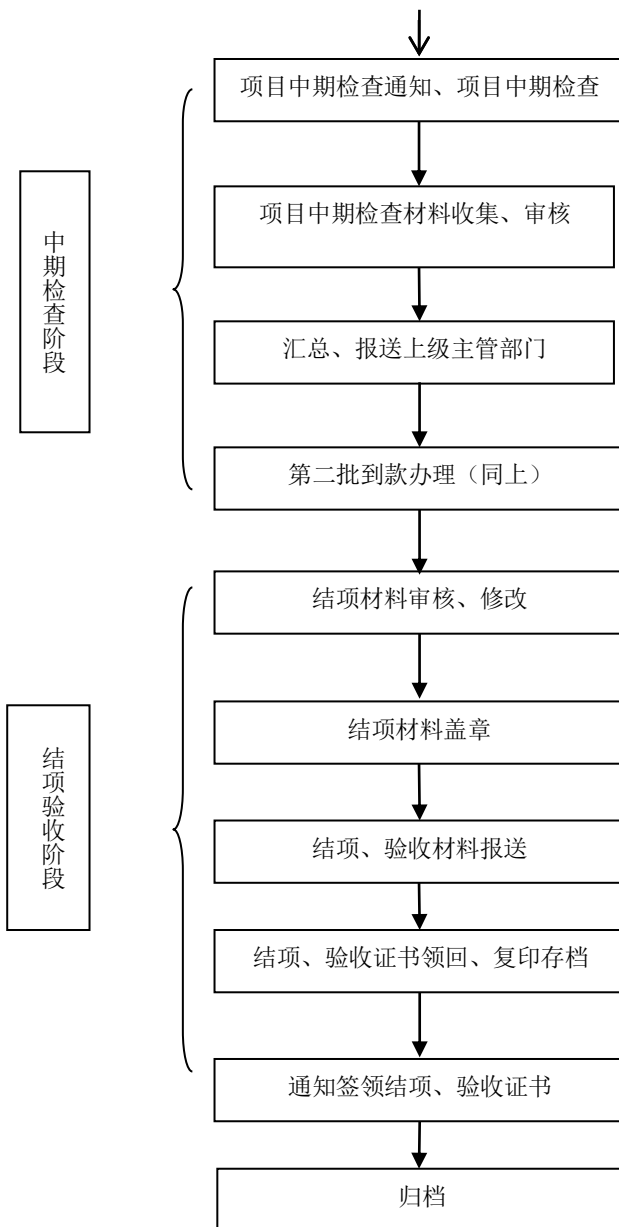 项目中期检查通知、项目中期检查
项目中期检查材料收集、审核
中期检查阶段
汇总、报送上级主管部门
第二批到款办理（同上）
结项材料审核、修改
结项材料盖章
结项验收阶段
结项、验收材料报送
结项、验收证书领回、复印存档
通知签领结项、验收证书
归档